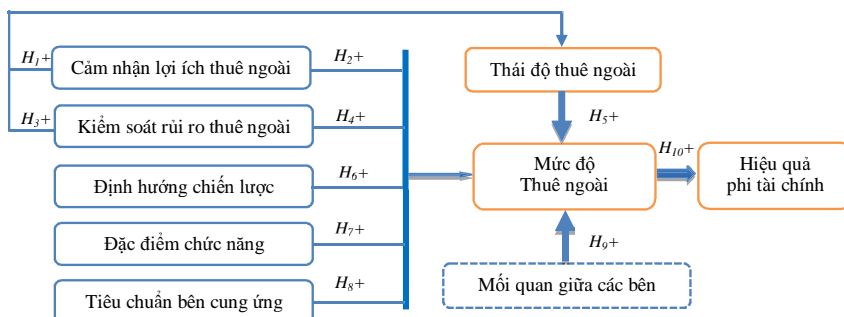 H1+
Cảm nhận lợi ích thuê ngoài
H2+
Thái độ thuê ngoài
H3+
Kiểm soát rủi ro thuê ngoài
H4+
H5+
Định hướng chiến lược
H6+
Mức độ
Thuê ngoài
H10+
Hiệu quả
phi tài chính
Đặc điểm chức năng
H7+
H9+
Tiêu chuẩn bên cung ứng
H8+
Mối quan giữa các bên